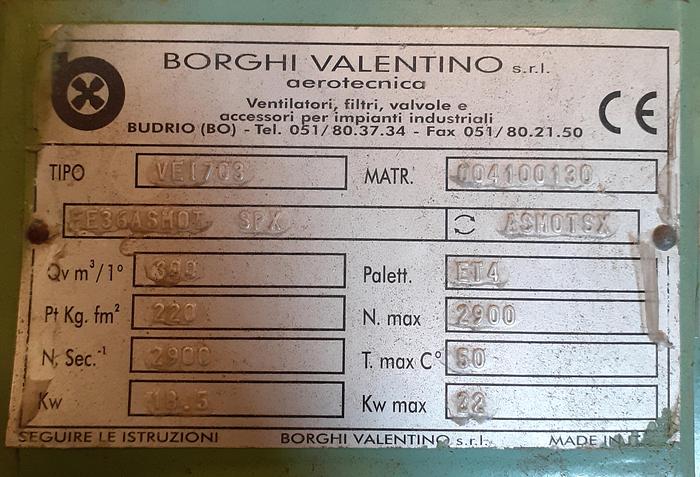 BORGHI VALENTINO s.r.l.
aerotecnica
Ventilatori, filtri, valvole e
accessori per impianti industriali
BUDRIO (BO) - Tel. 051/80.37.34 - Fax 051/80.21.50
CE
TIPO VEI703 MATR. 004100130
FE36ASMOT SPX ASMOTSX
Qv m³/1° 390 Palett. ET4
Pt Kg. fm² 220 N. max 2900
N. Sec.⁻¹ 2900 T. max C° 60
Kw 18.5 Kw max 22
SEGUIRE LE ISTRUZIONI BORGHI VALENTINO s.r.l. MADE IN